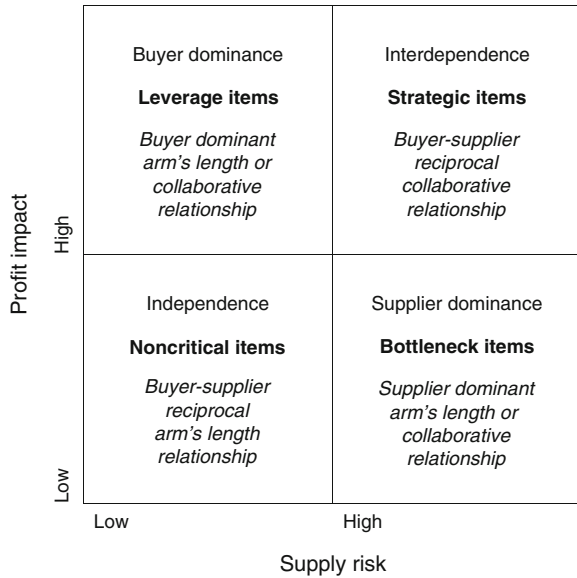 Buyer dominance
Leverage items
Buyer dominant
arm's length or
collaborative
relationship
Interdependence
Strategic items
Buyer-supplier
reciprocal
collaborative
relationship
Profit impact
High
Independence
Noncritical items
Buyer-supplier
reciprocal
arm's length
relationship
Supplier dominance
Bottleneck items
Supplier dominant
arm's length or
collaborative
relationship
Low
Low
High
Supply risk